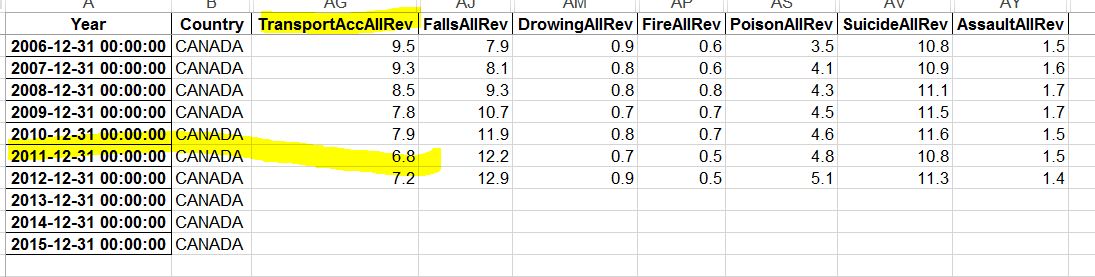 A B AG AJ AM AP AS AV AY
Year Country TransportAccAllRev FallsAllRev DrowingAllRev FireAllRev PoisonAllRev SuicideAllRev AssaultAllRev
2006-12-31 00:00:00 CANADA 9.5 7.9 0.9 0.6 3.5 10.8 1.5
2007-12-31 00:00:00 CANADA 9.3 8.1 0.8 0.6 4.1 10.9 1.6
2008-12-31 00:00:00 CANADA 8.5 9.3 0.8 0.8 4.3 11.1 1.7
2009-12-31 00:00:00 CANADA 7.8 10.7 0.7 0.7 4.5 11.5 1.7
2010-12-31 00:00:00 CANADA 7.9 11.9 0.8 0.7 4.6 11.6 1.5
2011-12-31 00:00:00 CANADA 6.8 12.2 0.7 0.5 4.8 10.8 1.5
2012-12-31 00:00:00 CANADA 7.2 12.9 0.9 0.5 5.1 11.3 1.4
2013-12-31 00:00:00 CANADA
2014-12-31 00:00:00 CANADA
2015-12-31 00:00:00 CANADA